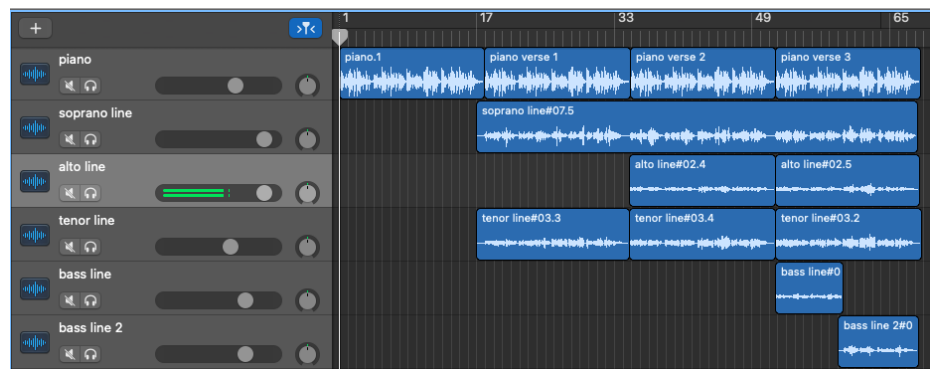 1 17 33 49 65
piano
piano.1 piano verse 1 piano verse 2 piano verse 3
soprano line
soprano line#07.5
alto line
alto line#02.4 alto line#02.5
tenor line
tenor line#03.3 tenor line#03.4 tenor line#03.2
bass line
bass line#0
bass line 2
bass line 2#0